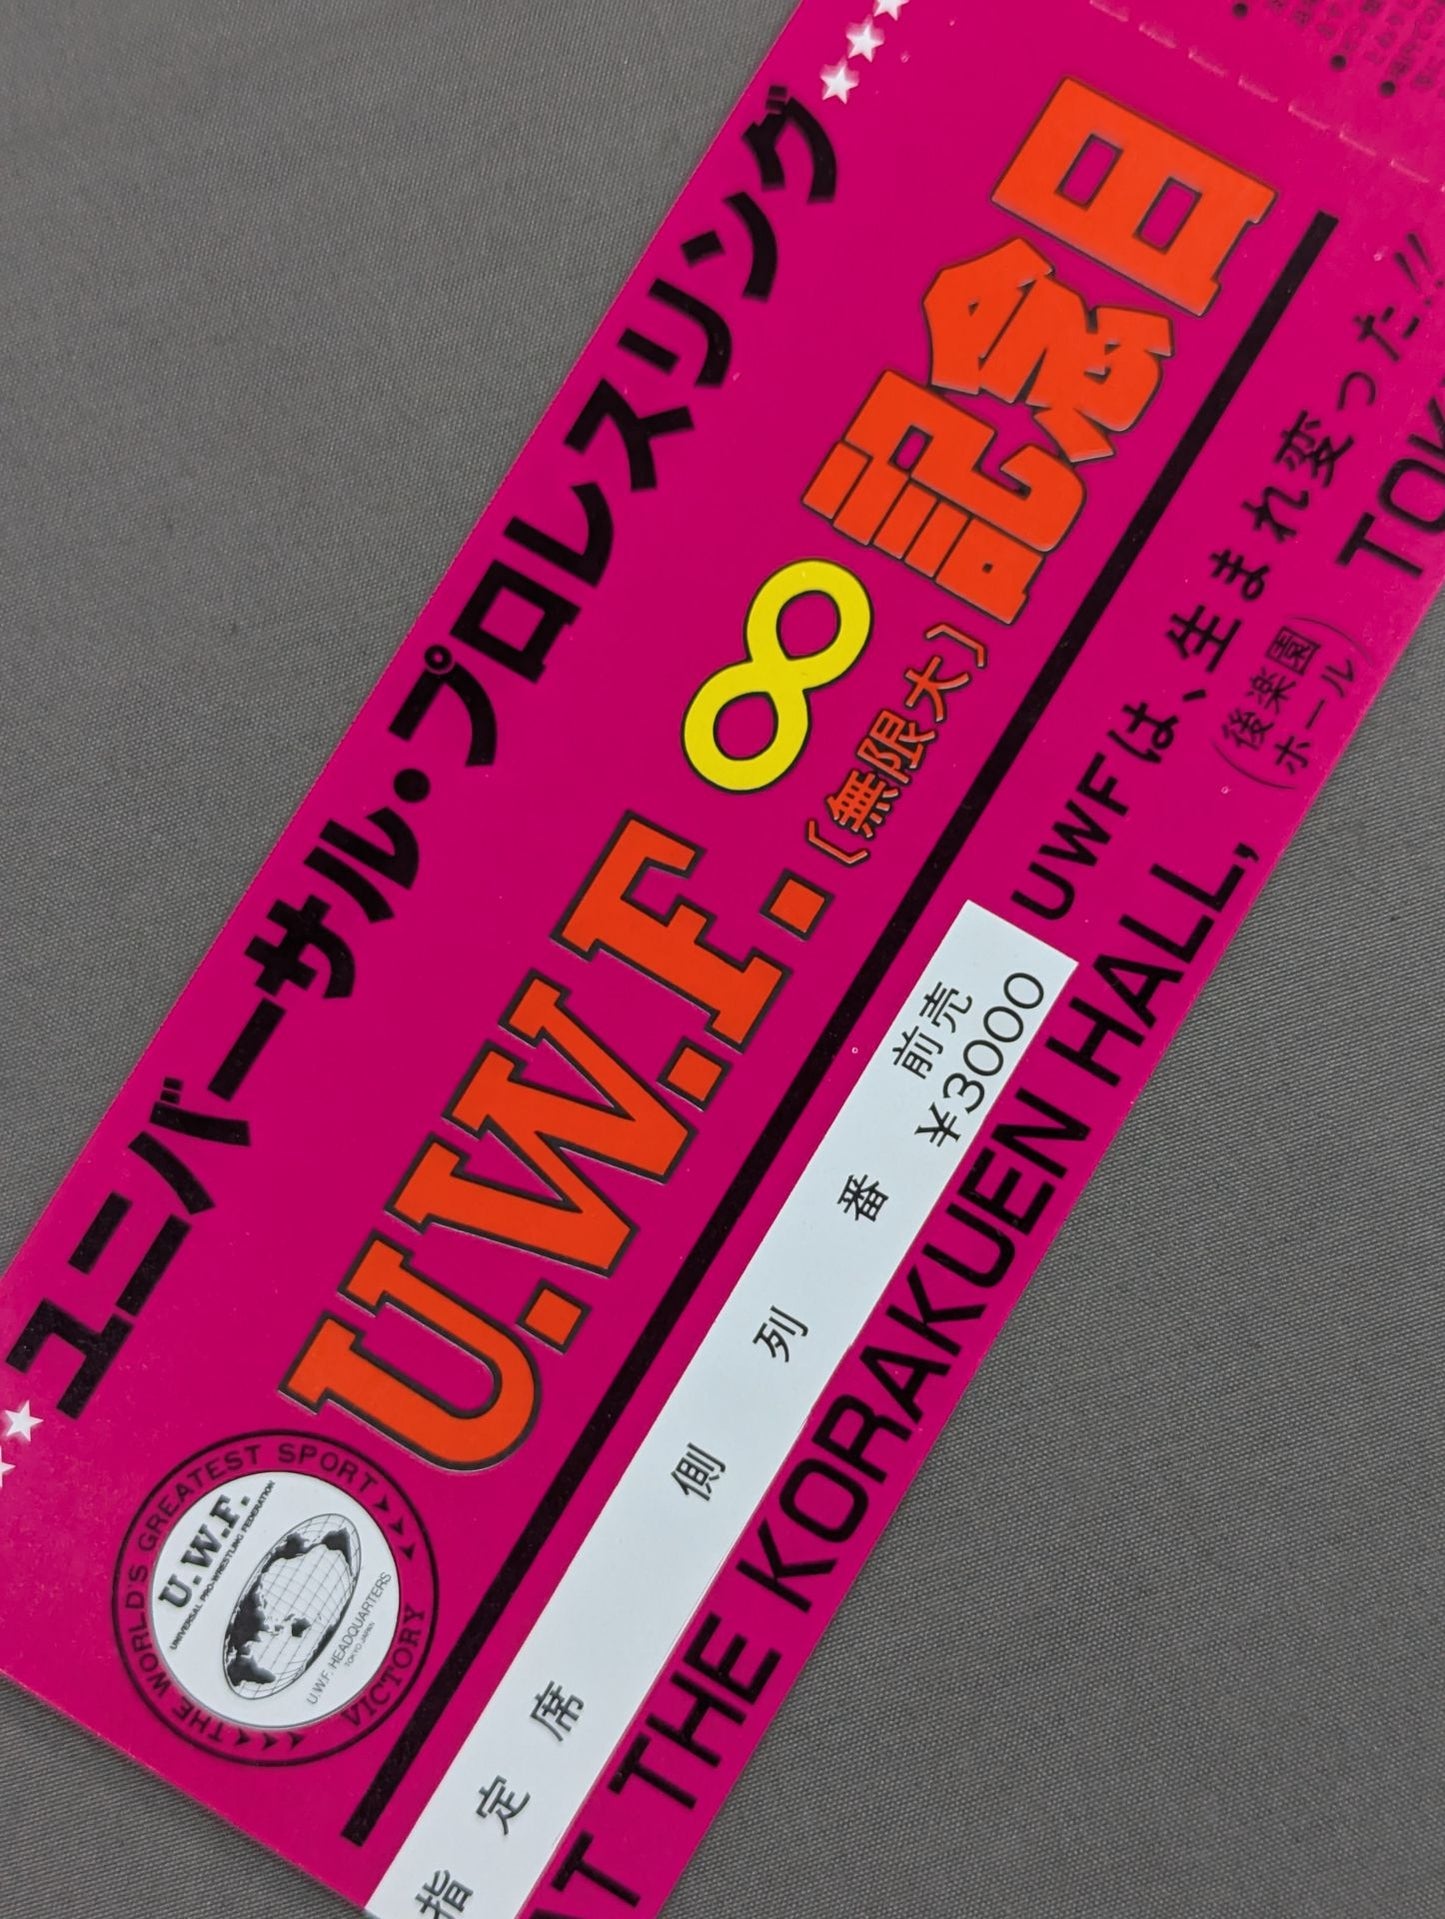 ユニバーサル・プロレスリング
U.W.F.∞記念日
〔無限大〕
UWFは、生まれ変った!!
指定席 側 列 番 前売 ¥3000
(後楽園ホール)
AT THE KORAKUEN HALL, TOK
THE WORLD'S GREATEST SPORT
VICTORY
U.W.F.
UNIVERSAL PRO-WRESTLING FEDERATION
U.W.F. HEADQUARTERS
TOKYO JAPAN